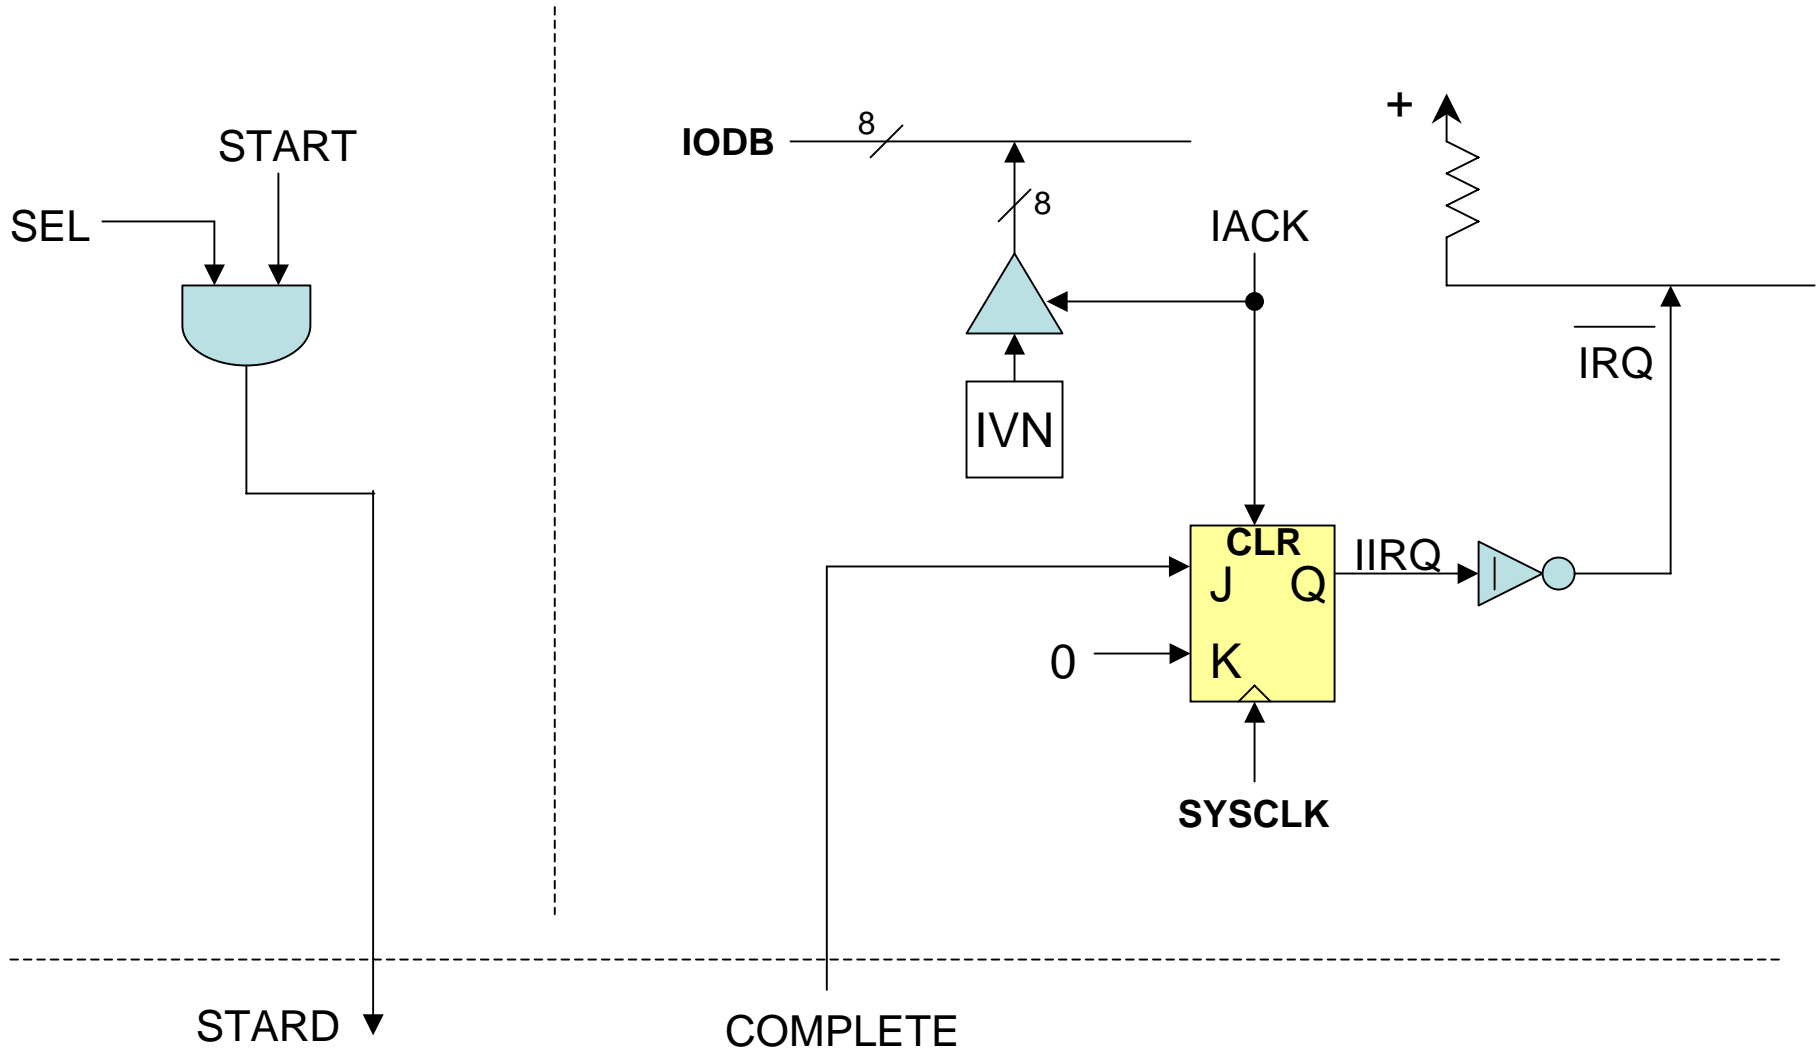 START
SEL
STARD
IODB
8
8
IACK
IVN
+
IRQ
CLR
J Q
K
IIRQ
0
SYSCLK
COMPLETE